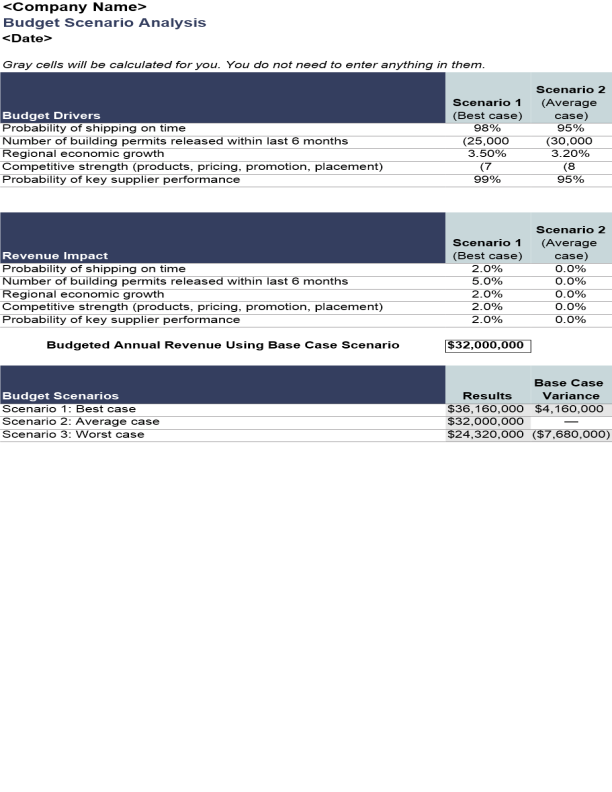 <Company Name>
Budget Scenario Analysis
<Date>
Gray cells will be calculated for you. You do not need to enter anything in them.
Budget Drivers Scenario 1 (Best case) Scenario 2 (Average case)
Probability of shipping on time 98% 95%
Number of building permits released within last 6 months (25,000 (30,000
Regional economic growth 3.50% 3.20%
Competitive strength (products, pricing, promotion, placement) (7 (8
Probability of key supplier performance 99% 95%
Revenue Impact Scenario 1 (Best case) Scenario 2 (Average case)
Probability of shipping on time 2.0% 0.0%
Number of building permits released within last 6 months 5.0% 0.0%
Regional economic growth 2.0% 0.0%
Competitive strength (products, pricing, promotion, placement) 2.0% 0.0%
Probability of key supplier performance 2.0% 0.0%
Budgeted Annual Revenue Using Base Case Scenario $32,000,000
Budget Scenarios Results Base Case Variance
Scenario 1: Best case $36,160,000 $4,160,000
Scenario 2: Average case $32,000,000 —
Scenario 3: Worst case $24,320,000 ($7,680,000)